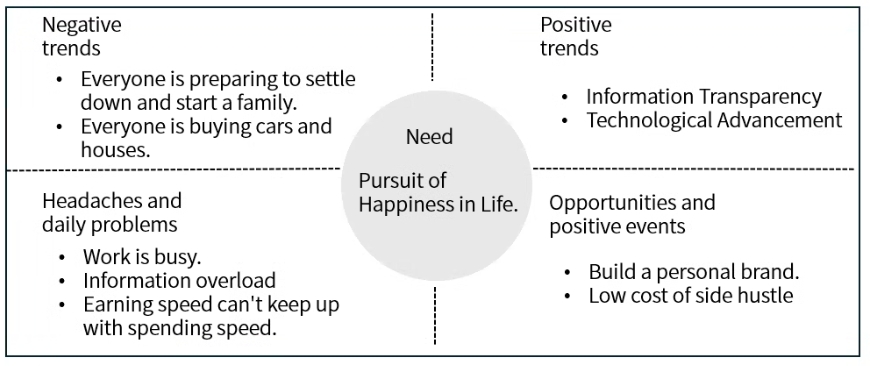 Negative
trends
• Everyone is preparing to settle
down and start a family.
• Everyone is buying cars and
houses.
Positive
trends
• Information Transparency
• Technological Advancement
Need
Pursuit of
Happiness in Life.
Headaches and
daily problems
• Work is busy.
• Information overload
• Earning speed can't keep up
with spending speed.
Opportunities and
positive events
• Build a personal brand.
• Low cost of side hustle